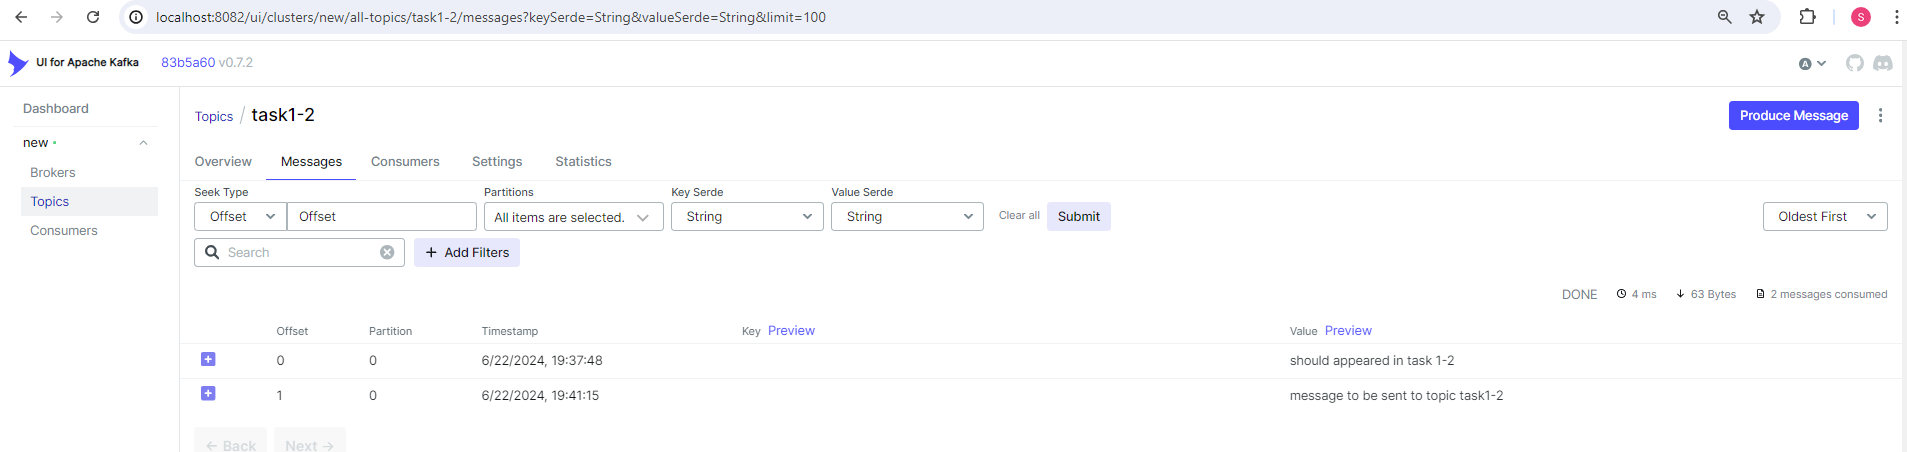 localhost:8082/ui/clusters/new/all-topics/task1-2/messages?keySerde=String&valueSerde=String&limit=100
S
UI for Apache Kafka 83b5a60 v0.7.2
A
Dashboard
new
Brokers
Topics
Consumers
Topics / task1-2
Produce Message
Overview Messages Consumers Settings Statistics
Seek Type Partitions Key Serde Value Serde
Offset Offset All items are selected. String String Clear all Submit Oldest First
Search + Add Filters
DONE 4 ms 63 Bytes 2 messages consumed
Offset Partition Timestamp Key Preview Value Preview
0 0 6/22/2024, 19:37:48 should appeared in task 1-2
1 0 6/22/2024, 19:41:15 message to be sent to topic task1-2
← Back Next →